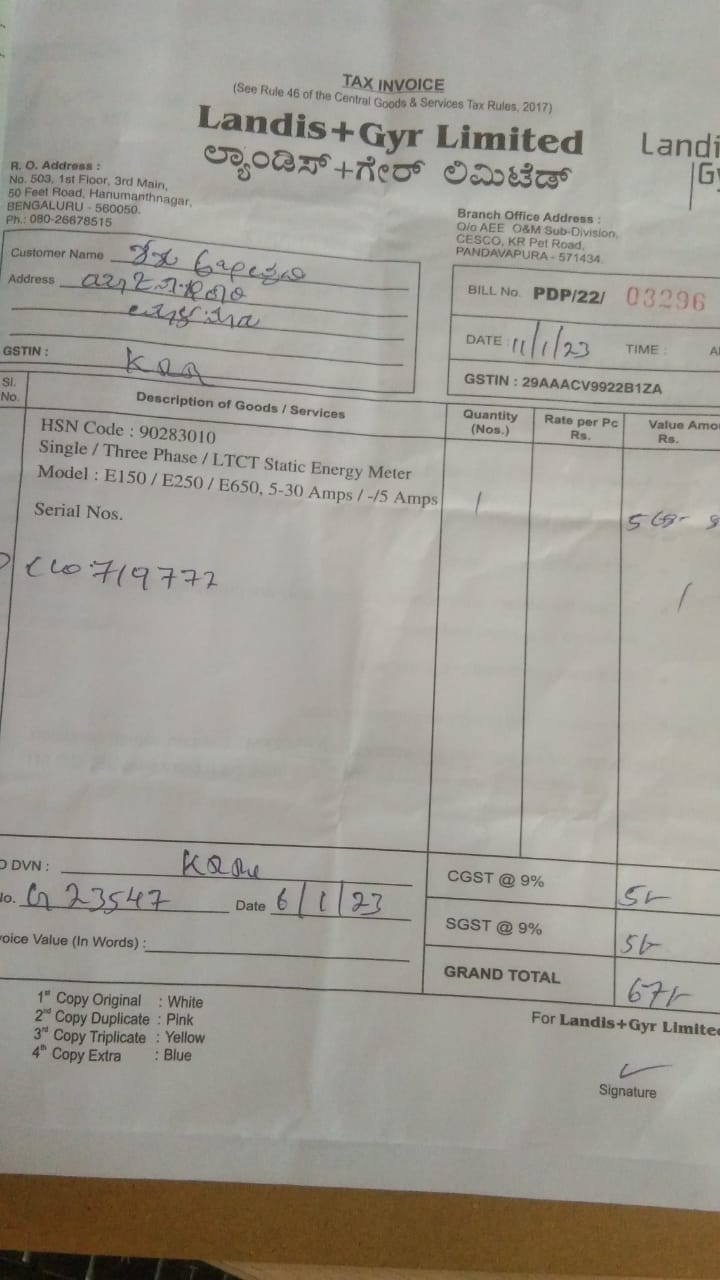 TAX INVOICE
(See Rule 46 of the Central Goods & Services Tax Rules, 2017)
Landis+Gyr Limited
ಲ್ಯಾಂಡಿಸ್+ಗೇರ್ ಲಿಮಿಟೆಡ್
Landi
Gy
R. O. Address :
No. 503, 1st Floor, 3rd Main,
50 Feet Road, Hanumanthnagar,
BENGALURU - 560050.
Ph.: 080-26678515
Branch Office Address :
O/o AEE O&M Sub-Division,
CESCO, KR Pet Road,
PANDAVAPURA - 571434
Customer Name
Address
GSTIN :
BILL No. PDP/22/ 03296
DATE : 11/1/23 TIME : A
GSTIN : 29AAACV9922B1ZA
Sl. No. Description of Goods / Services Quantity (Nos.) Rate per Pc Rs. Value Amo Rs.
HSN Code : 90283010
Single / Three Phase / LTCT Static Energy Meter
Model : E150 / E250 / E650, 5-30 Amps / -/5 Amps 1
Serial Nos.
719772
DVN :
No. 23547 Date 6/1/23
oice Value (In Words) :
CGST @ 9%
SGST @ 9%
GRAND TOTAL
1st Copy Original : White
2nd Copy Duplicate : Pink
3rd Copy Triplicate : Yellow
4th Copy Extra : Blue
For Landis+Gyr Limite
Signature